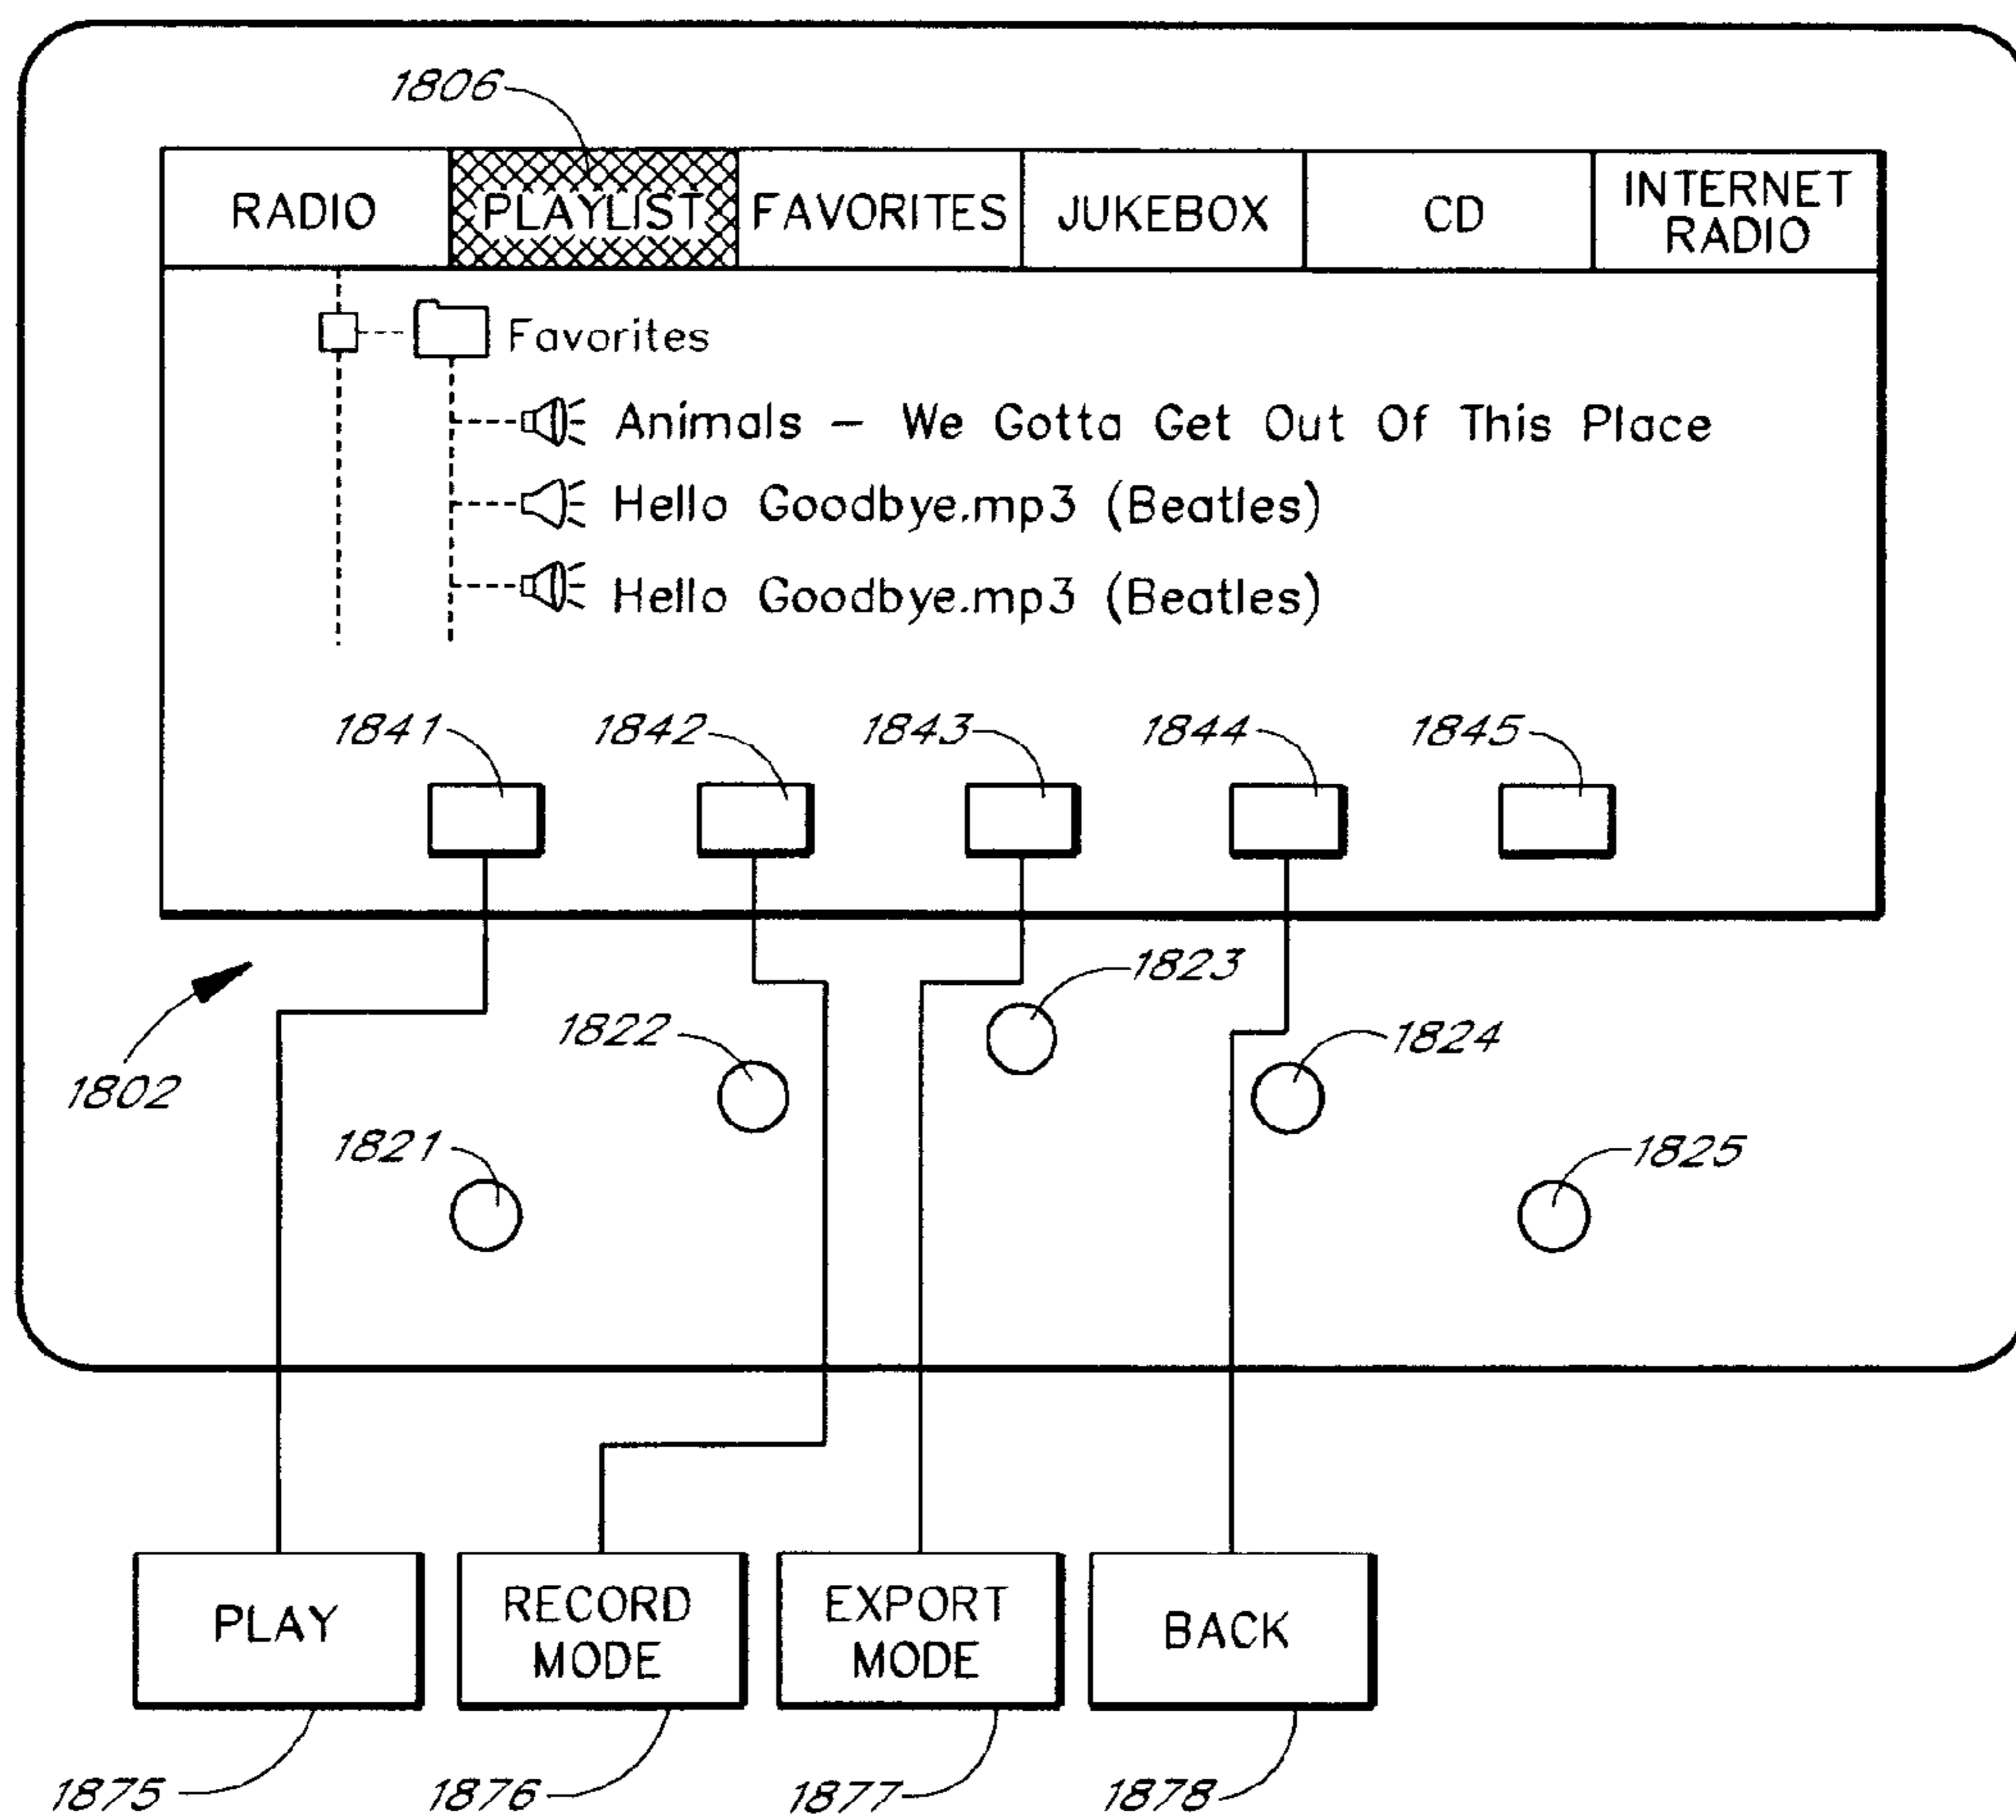 1806
RADIO PLAYLIST FAVORITES JUKEBOX CD INTERNET RADIO
Favorites
Animals – We Gotta Get Out Of This Place
Hello Goodbye.mp3 (Beatles)
Hello Goodbye.mp3 (Beatles)
1841 1842 1843 1844 1845
1823
1822 1824
1802
1821 1825
PLAY
RECORD MODE
EXPORT MODE
BACK
1875 1876 1877 1878